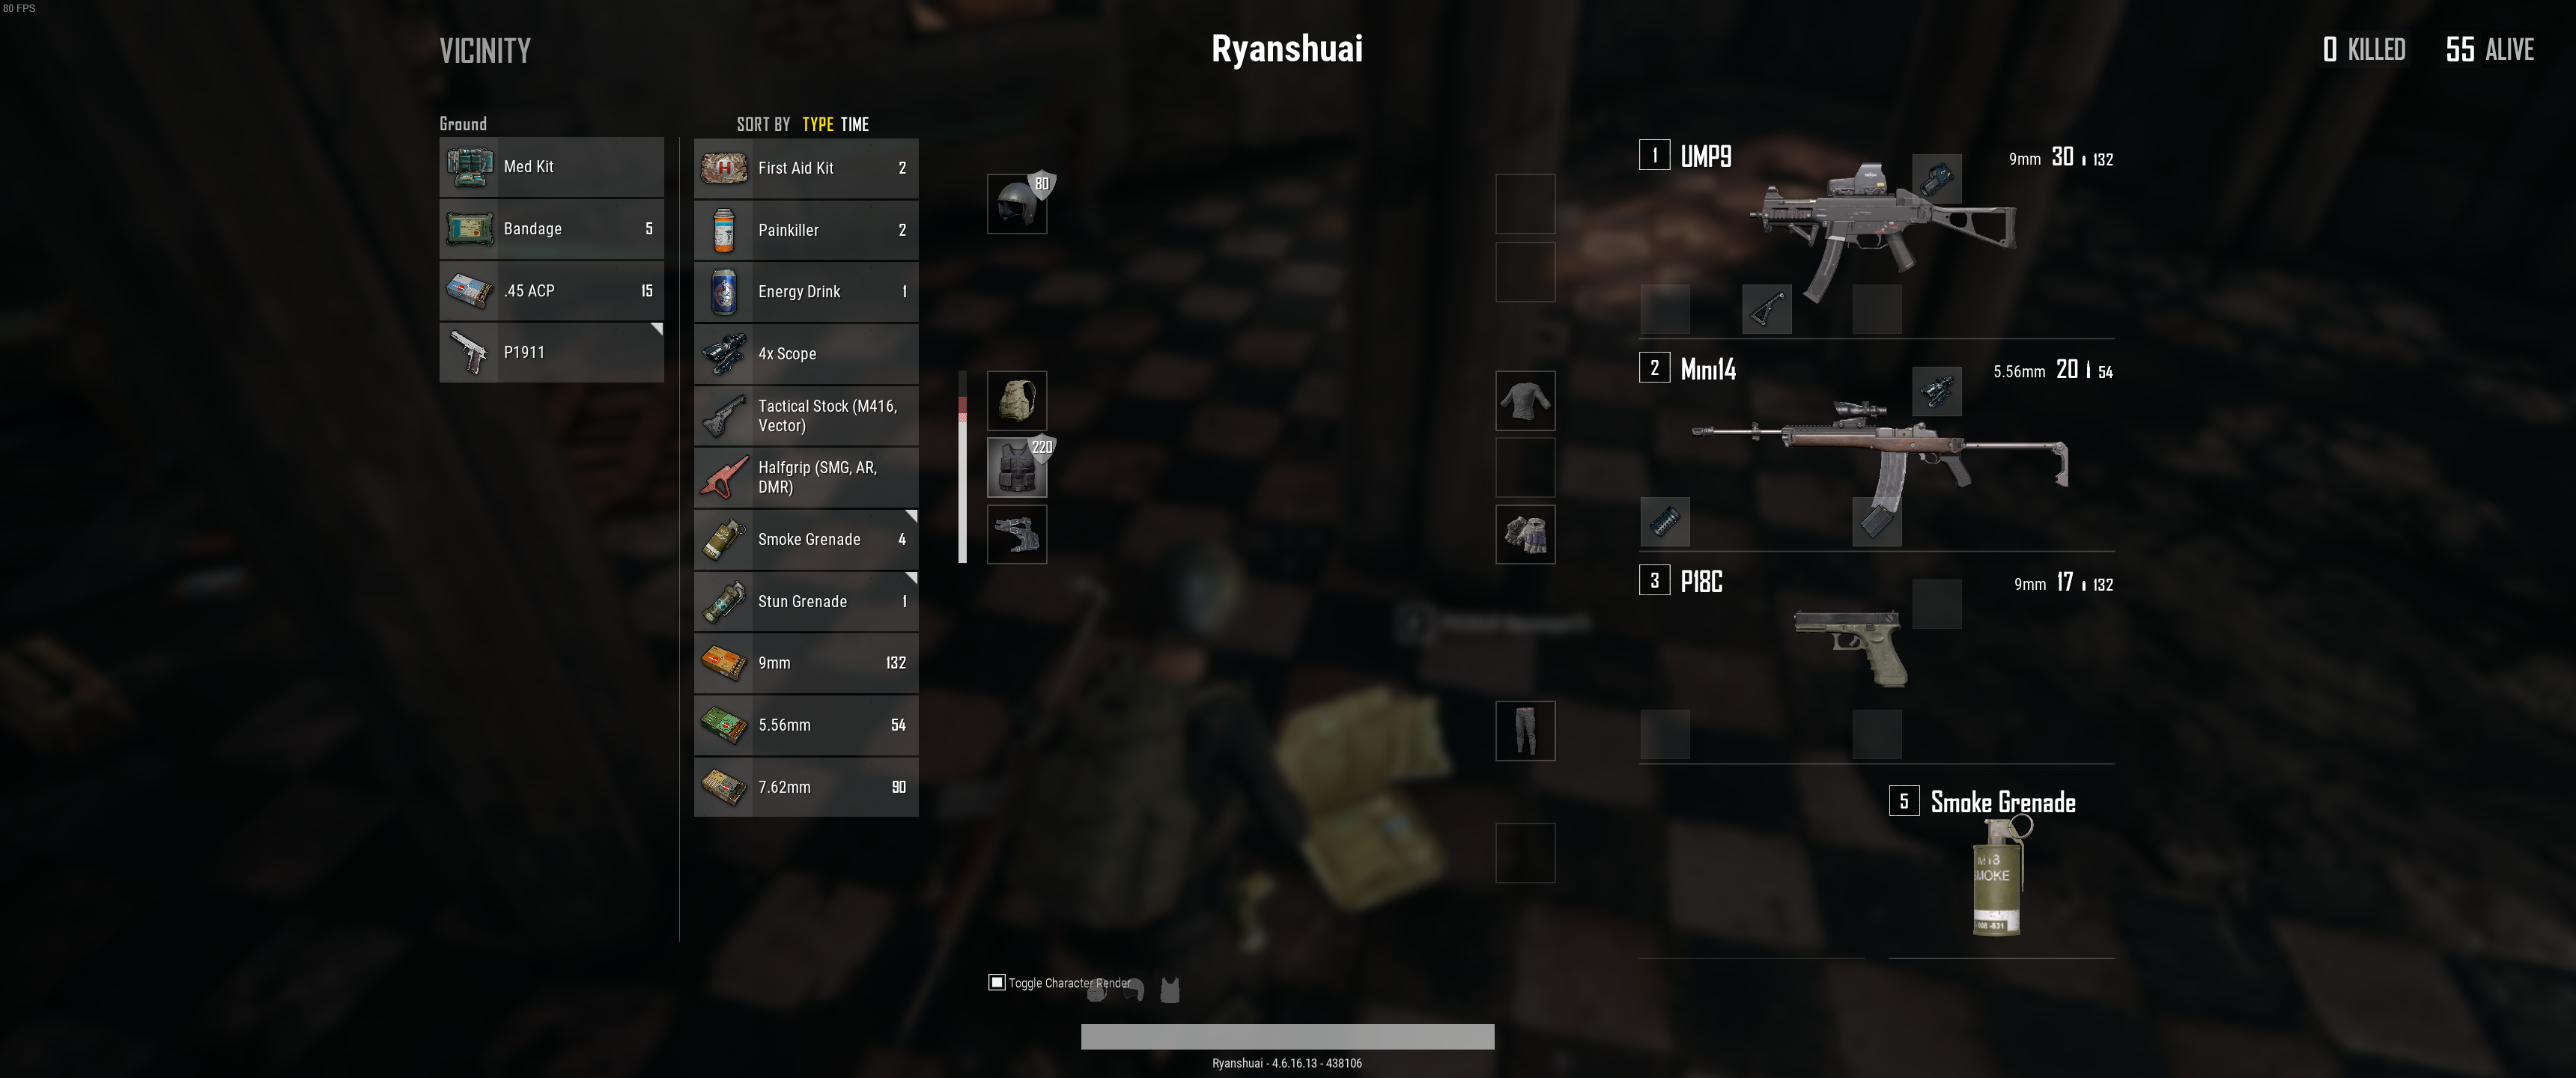 80 FPS
VICINITY
Ryanshuai
0 KILLED 55 ALIVE
Ground
Med Kit
Bandage 5
.45 ACP 15
P1911
SORT BY TYPE TIME
First Aid Kit 2
Painkiller 2
Energy Drink 1
4x Scope
Tactical Stock (M416,
Vector)
Halfgrip (SMG, AR,
DMR)
Smoke Grenade 4
Stun Grenade 1
9mm 132
5.56mm 54
7.62mm 90
80
220
1 UMP9 9mm 30 132
2 Mini14 5.56mm 20 54
3 P18C 9mm 17 132
5 Smoke Grenade
M18
SMOKE
Toggle Character Render
Ryanshuai - 4.6.16.13 - 438106